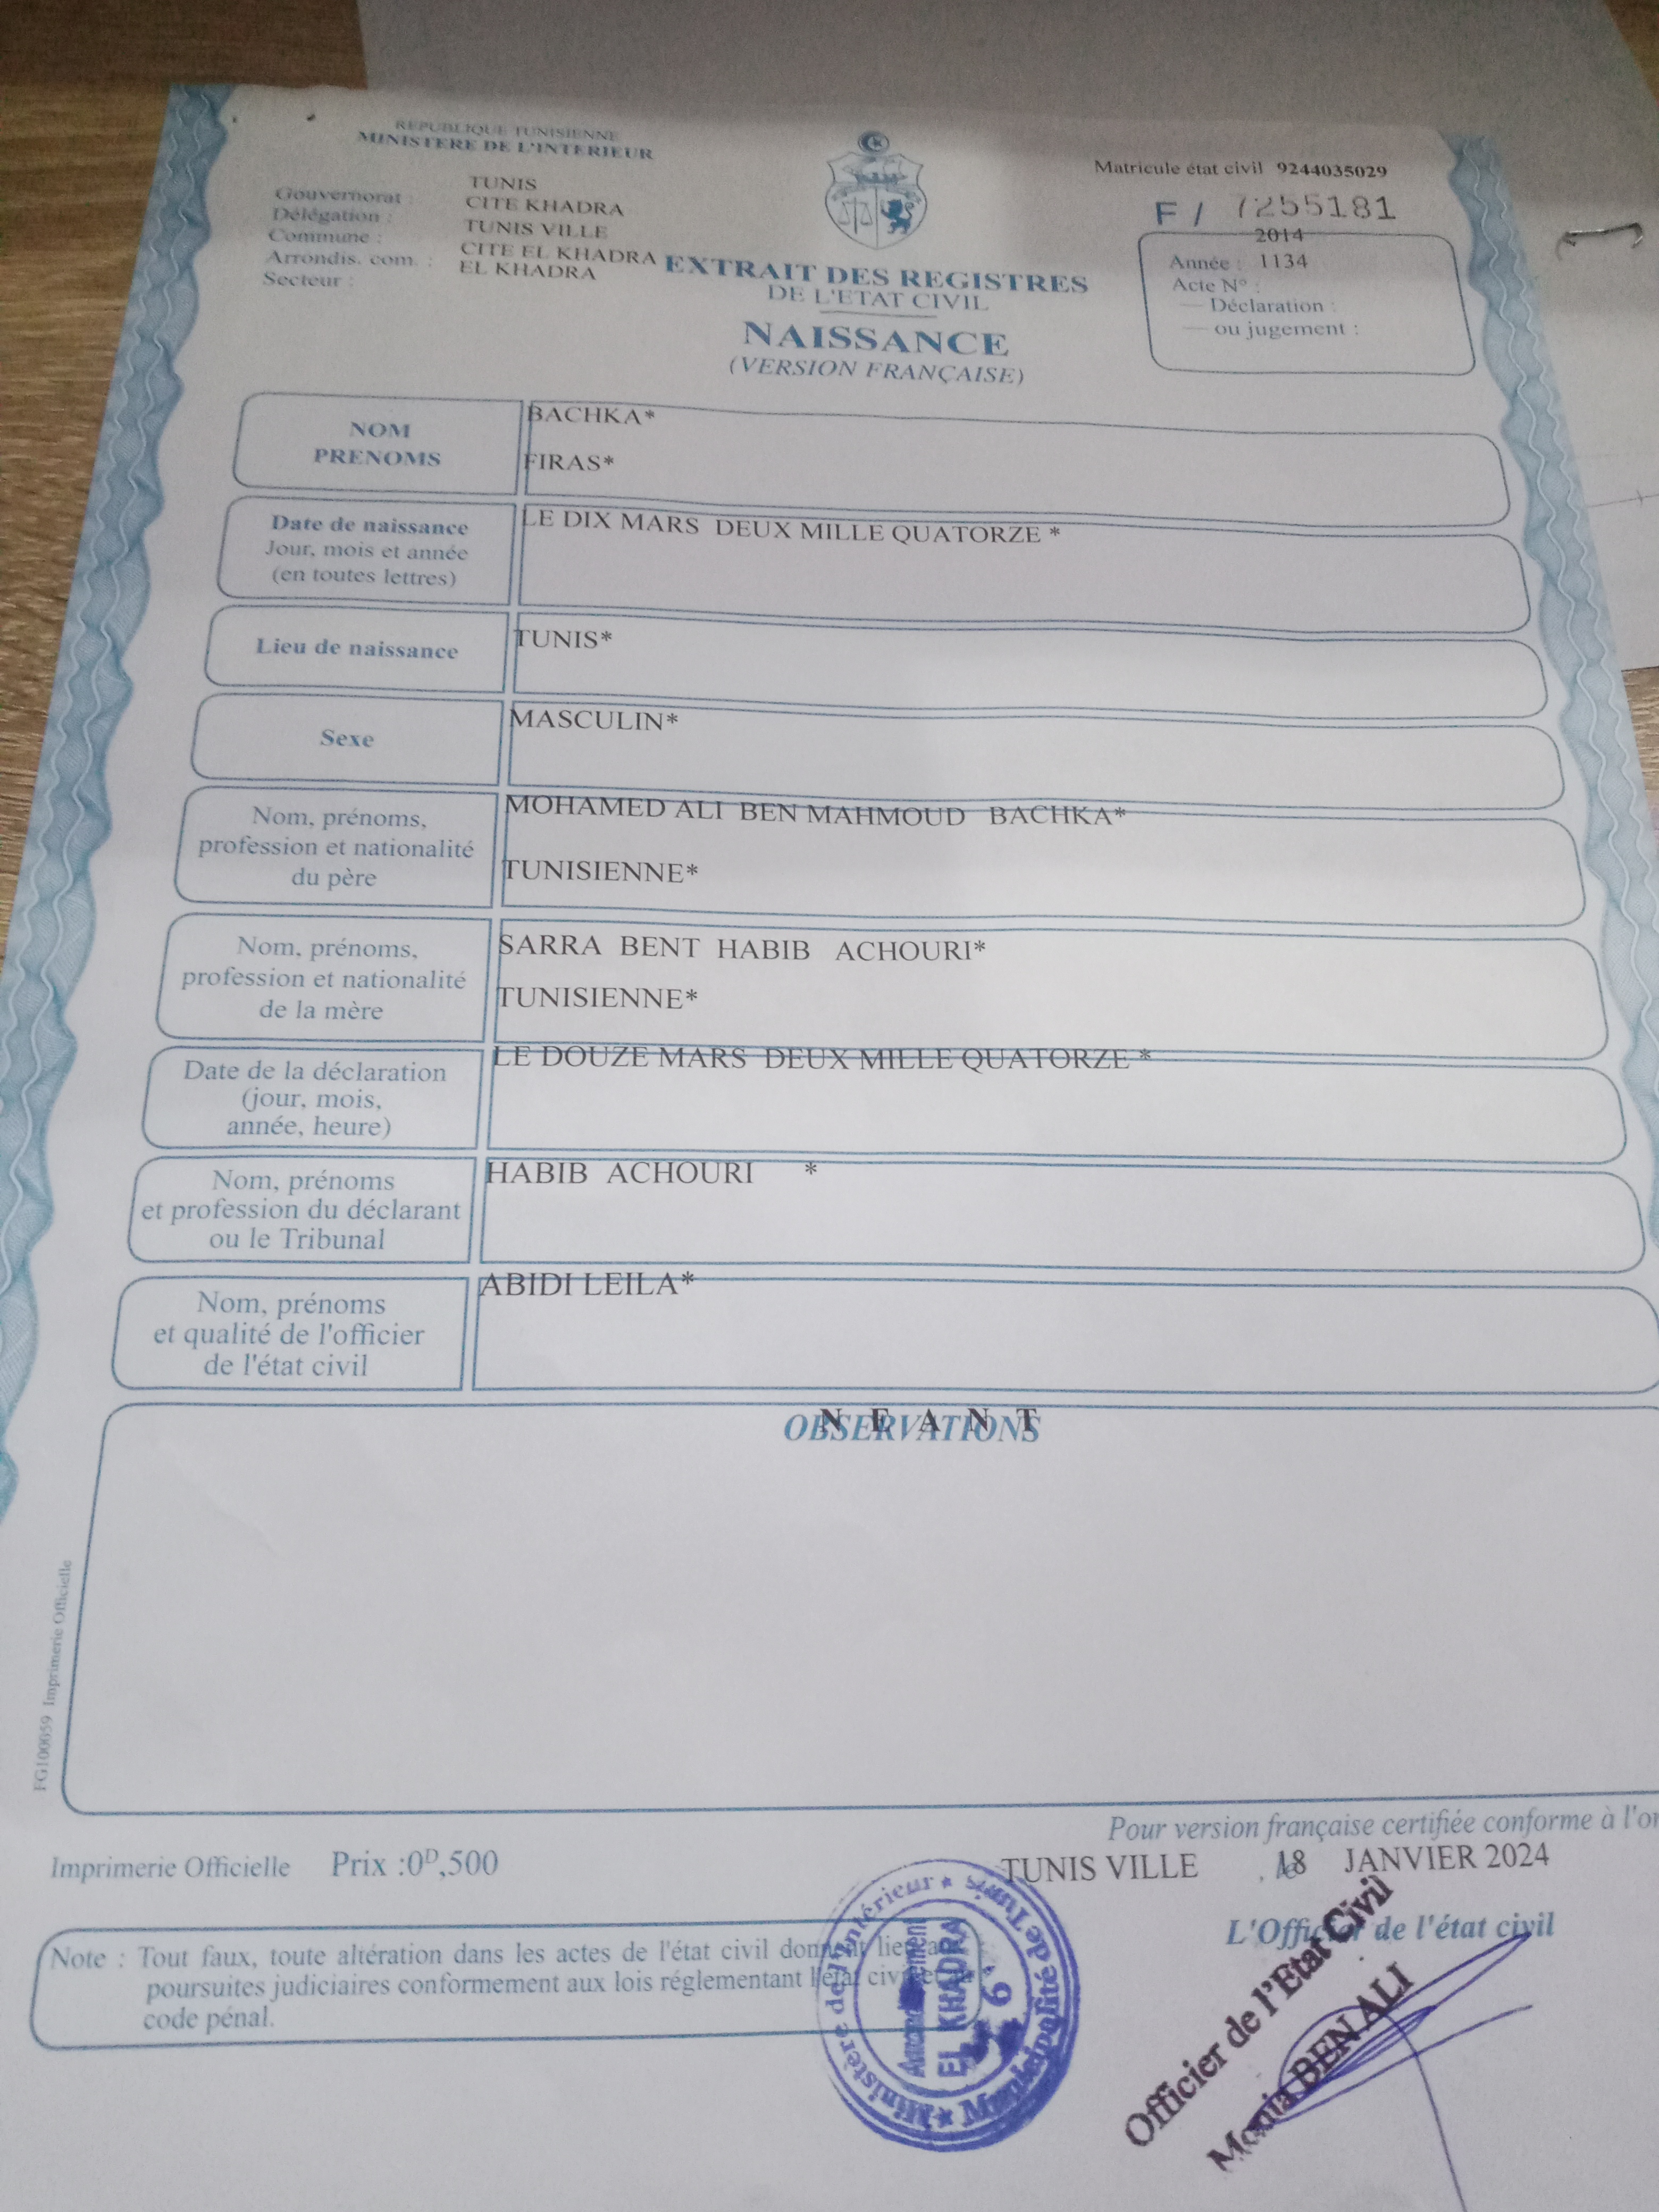 REPUBLIQUE TUNISIENNE
MINISTERE DE L'INTERIEUR
Gouvernorat : TUNIS
Délégation : CITE KHADRA
Commune : TUNIS VILLE
Arrondis. com. : CITE EL KHADRA
Secteur : EL KHADRA
EXTRAIT DES REGISTRES
DE L'ETAT CIVIL
NAISSANCE
(VERSION FRANÇAISE)
Matricule état civil 9244035029
F / 7255181
2014
Année : 1134
Acte N° :
— Déclaration :
— ou jugement :
NOM
PRENOMS
BACHKA*
FIRAS*
Date de naissance
Jour, mois et année
(en toutes lettres)
LE DIX MARS DEUX MILLE QUATORZE *
Lieu de naissance
TUNIS*
Sexe
MASCULIN*
Nom, prénoms,
profession et nationalité
du père
MOHAMED ALI BEN MAHMOUD BACHKA*
TUNISIENNE*
Nom, prénoms,
profession et nationalité
de la mère
SARRA BENT HABIB ACHOURI*
TUNISIENNE*
Date de la déclaration
(jour, mois,
année, heure)
LE DOUZE MARS DEUX MILLE QUATORZE *
Nom, prénoms
et profession du déclarant
ou le Tribunal
HABIB ACHOURI *
Nom, prénoms
et qualité de l'officier
de l'état civil
ABIDI LEILA*
OBSERVATIONS
N E A N T
FG100059 Imprimerie Officielle
Pour version française certifiée conforme à
Imprimerie Officielle Prix :0ᴰ,500
TUNIS VILLE , le 18 JANVIER 2024
L'Officier de l'état civil
Note : Tout faux, toute altération dans les actes de l'état civil donnent lieu
poursuites judiciaires conformement aux lois réglementant l'état civil et
code pénal.
Ministère de l'Intérieur * Municipalité de Tunis
Arrondissement
EL KHADRA
Officier de l'Etat Civil
Monia BEN ALI